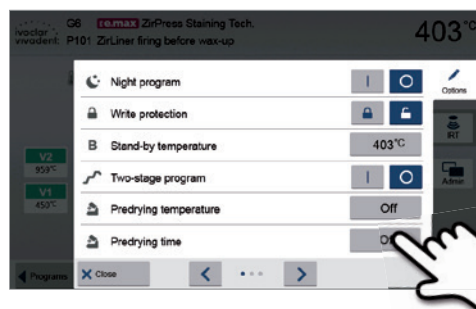 ivoclar
vivadent:
G6 e.max ZirPress Staining Tech.
P101 ZirLiner firing before wax-up
403°C
Night program
I O
Options
Write protection
IRT
B Stand-by temperature 403°C
V2
959°C
Two-stage program
I O
Admin
V1
450°C
Predrying temperature Off
Predrying time
Programs
X Close